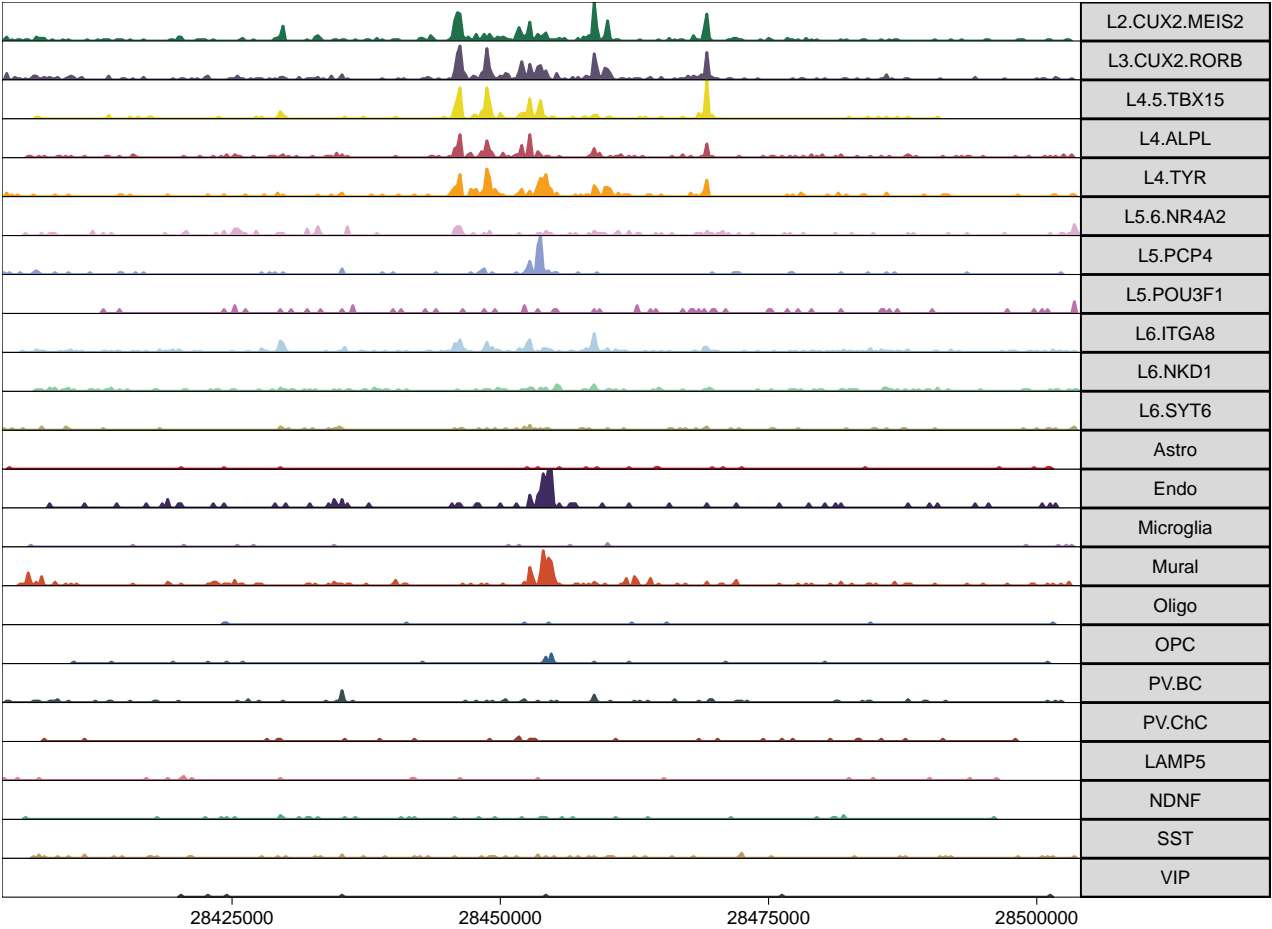 L2.CUX2.MEIS2
L3.CUX2.RORB
L4.5.TBX15
L4.ALPL
L4.TYR
L5.6.NR4A2
L5.PCP4
L5.POU3F1
L6.ITGA8
L6.NKD1
L6.SYT6
Astro
Endo
Microglia
Mural
Oligo
OPC
PV.BC
PV.ChC
LAMP5
NDNF
SST
VIP
28425000 28450000 28475000 28500000